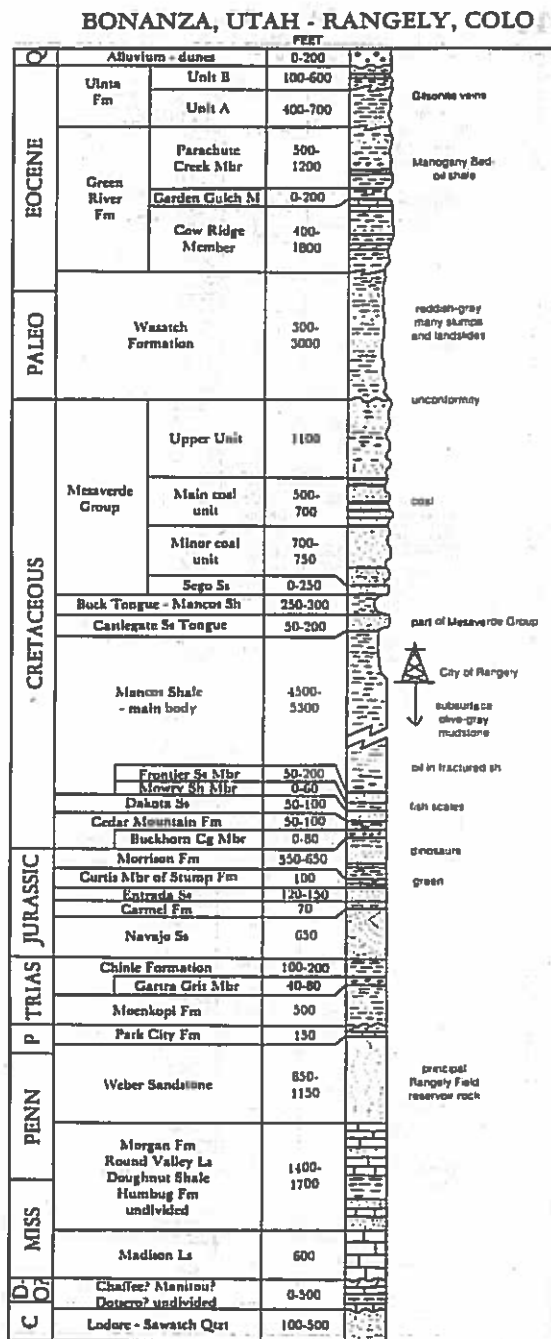 BONANZA, UTAH - RANGELY, COLO
FEET
Q
Alluvium - dunes
0-200
EOCENE
Uinta
Fm
Unit B
100-600
Unit A
400-700
Gilsonite veins
Green
River
Fm
Parachute
Creek Mbr
500-
1200
Mahogany Bed-
oil shale
Garden Gulch M
0-200
Cow Ridge
Member
400-
1800
PALEO
Wasatch
Formation
reddish-gray
many slumps
and landslides
unconformity
CRETACEOUS
Mesaverde
Group
Upper Unit
1100
Main coal
unit
500-
700
coal
Minor coal
unit
700-
750
Sego Ss
0-250
Buck Tongue - Mancos Sh
250-300
Castlegate Ss Tongue
50-200
part of Mesaverde Group
Mancos Shale
- main body
4500-
5300
City of Rangely
subsurface
olive-gray
mudstone
oil in fractured sh
Frontier Ss Mbr
50-200
Mowry Sh Mbr
0-60
Dakota Ss
50-100
fish scales
Cedar Mountain Fm
50-100
Buckhorn Cg Mbr
0-80
JURASSIC
Morrison Fm
550-650
dinosaurs
Curtis Mbr of Stump Fm
100
green
Entrada Ss
120-150
Carmel Fm
70
Navajo Ss
650
TRIAS
Chinle Formation
100-200
Gartra Grit Mbr
40-80
Moenkopi Fm
500
P
Park City Fm
150
PENN
Weber Sandstone
850-
1150
principal
Rangely Field
reservoir rock
Morgan Fm
Round Valley Ls
Doughnut Shale
Humbug Fm
undivided
1400-
1700
MISS
Madison Ls
600
D-
O?
Chaffee? Manitou?
Dotsero? undivided
0-500
C
Lodore - Sawatch Qtzt
100-500